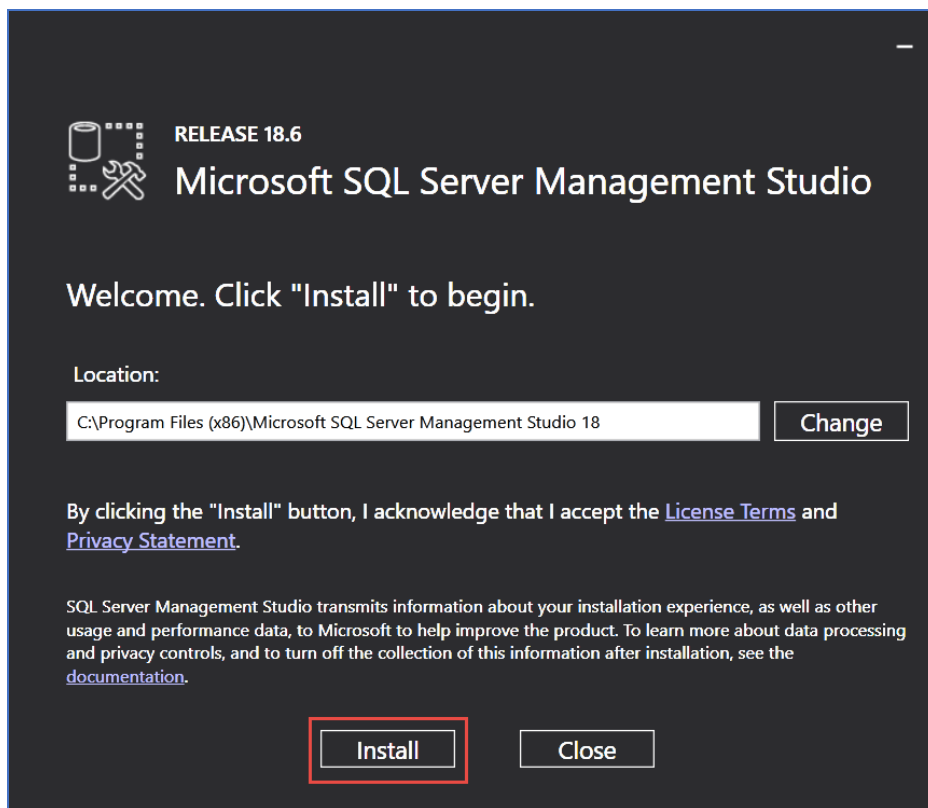 RELEASE 18.6
Microsoft SQL Server Management Studio
Welcome. Click "Install" to begin.
Location:
C:\Program Files (x86)\Microsoft SQL Server Management Studio 18
Change
By clicking the "Install" button, I acknowledge that I accept the License Terms and
Privacy Statement.
SQL Server Management Studio transmits information about your installation experience, as well as other
usage and performance data, to Microsoft to help improve the product. To learn more about data processing
and privacy controls, and to turn off the collection of this information after installation, see the
documentation.
Install
Close